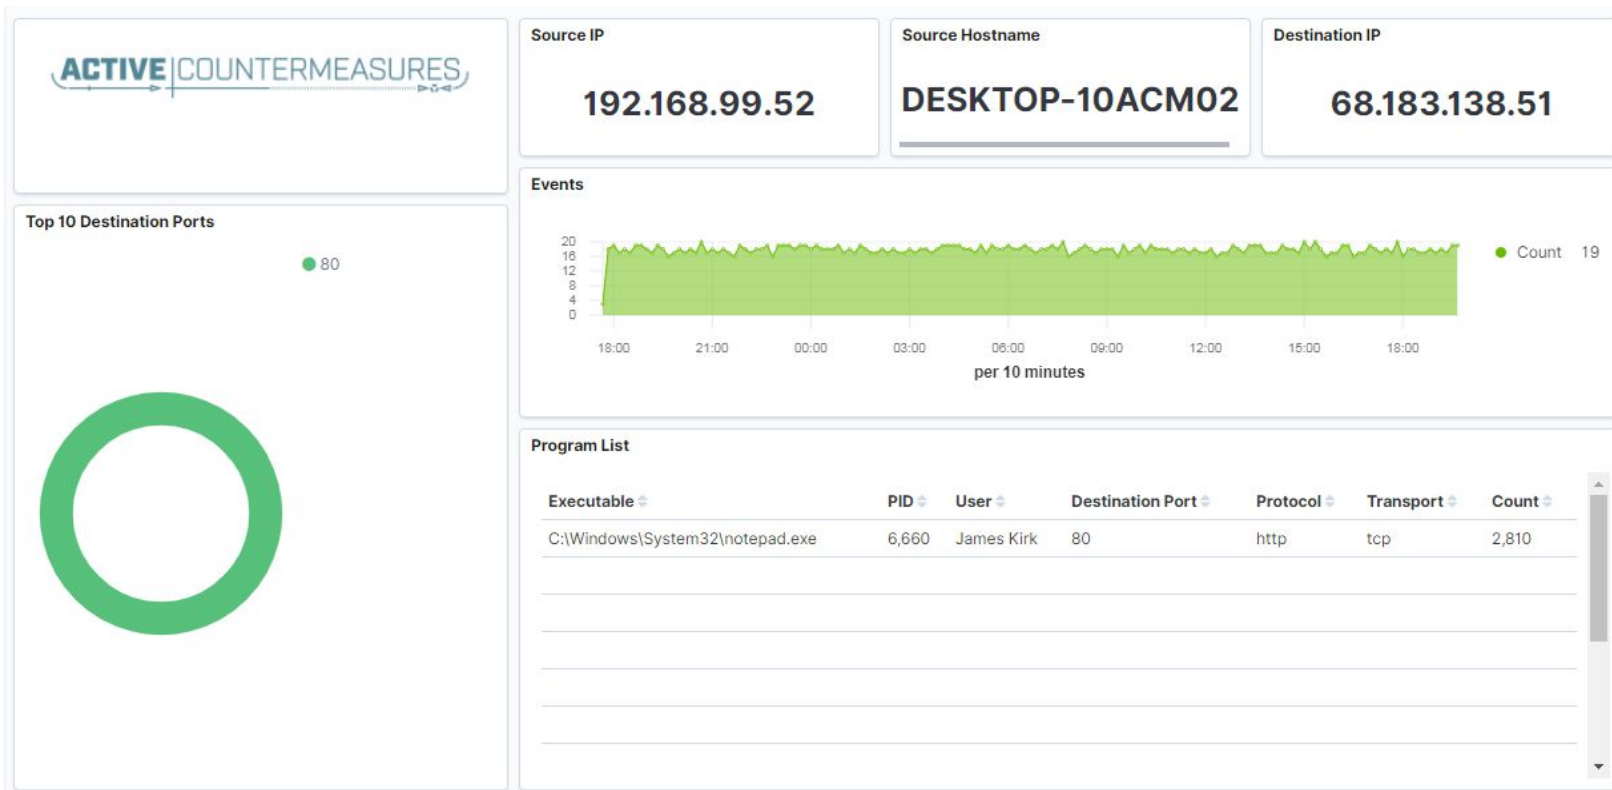 ACTIVE COUNTERMEASURES
Source IP
192.168.99.52
Source Hostname
DESKTOP-10ACM02
Destination IP
68.183.138.51
Top 10 Destination Ports
80
Events
20
16
12
8
4
0
18:00 21:00 00:00 03:00 06:00 09:00 12:00 15:00 18:00
per 10 minutes
Count 19
Program List
Executable PID User Destination Port Protocol Transport Count
C:\Windows\System32\notepad.exe 6,660 James Kirk 80 http tcp 2,810